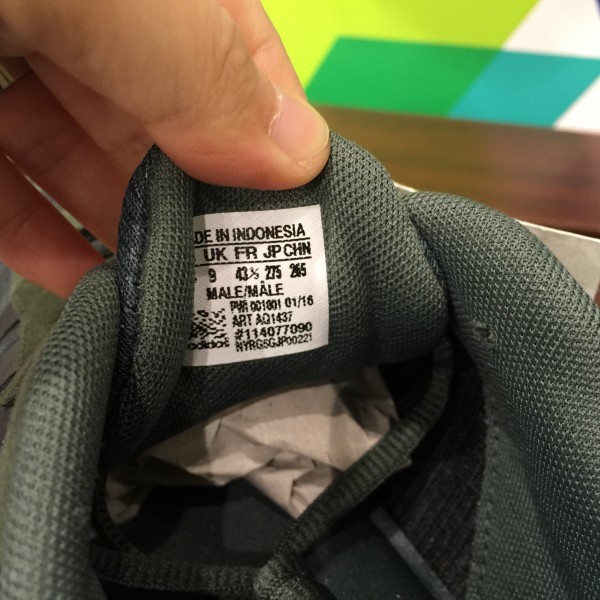 DE IN INDONESIA
UK FR JP CHN
9 43⅓ 275 265
MALE/MÂLE
PVR 001801 01/16
ART AQ1437
#114077090
adidas NYRGSGJP00221